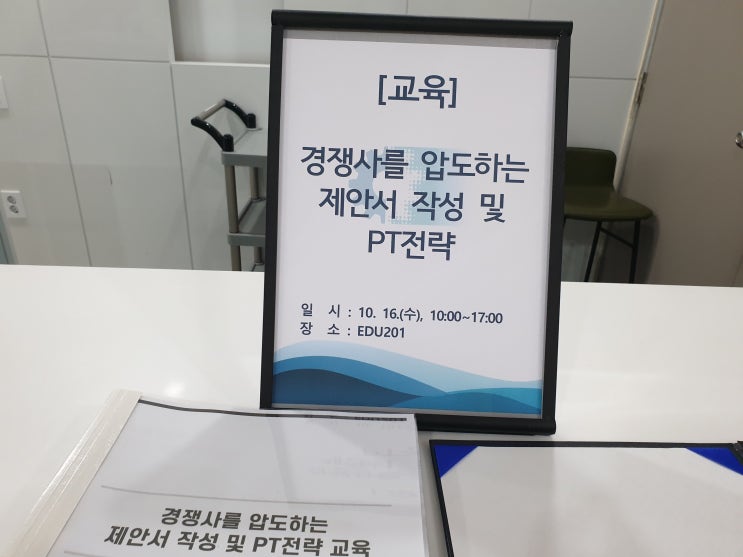 [교육]
경쟁사를 압도하는
제안서 작성 및
PT전략
일 시 : 10. 16.(수), 10:00~17:00
장 소 : EDU201
경쟁사를 압도하는
제안서 작성 및 PT전략 교육